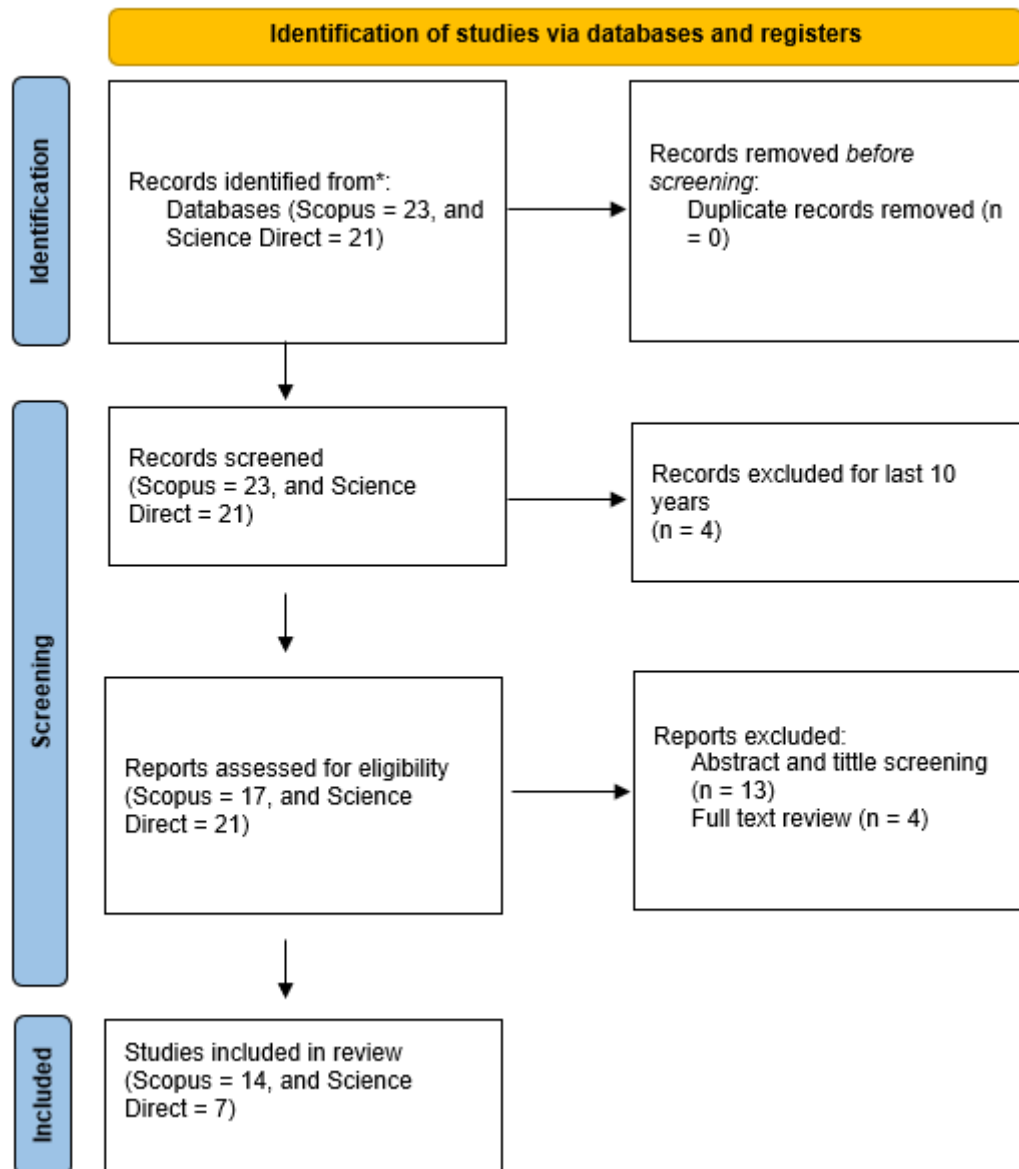 Identification of studies via databases and registers
Identification
Records identified from*:
Databases (Scopus = 23, and
Science Direct = 21)
Records removed before
screening:
Duplicate records removed (n
= 0)
Screening
Records screened
(Scopus = 23, and Science
Direct = 21)
Records excluded for last 10
years
(n = 4)
Reports assessed for eligibility
(Scopus = 17, and Science
Direct = 21)
Reports excluded:
Abstract and tittle screening
(n = 13)
Full text review (n = 4)
Included
Studies included in review
(Scopus = 14, and Science
Direct = 7)